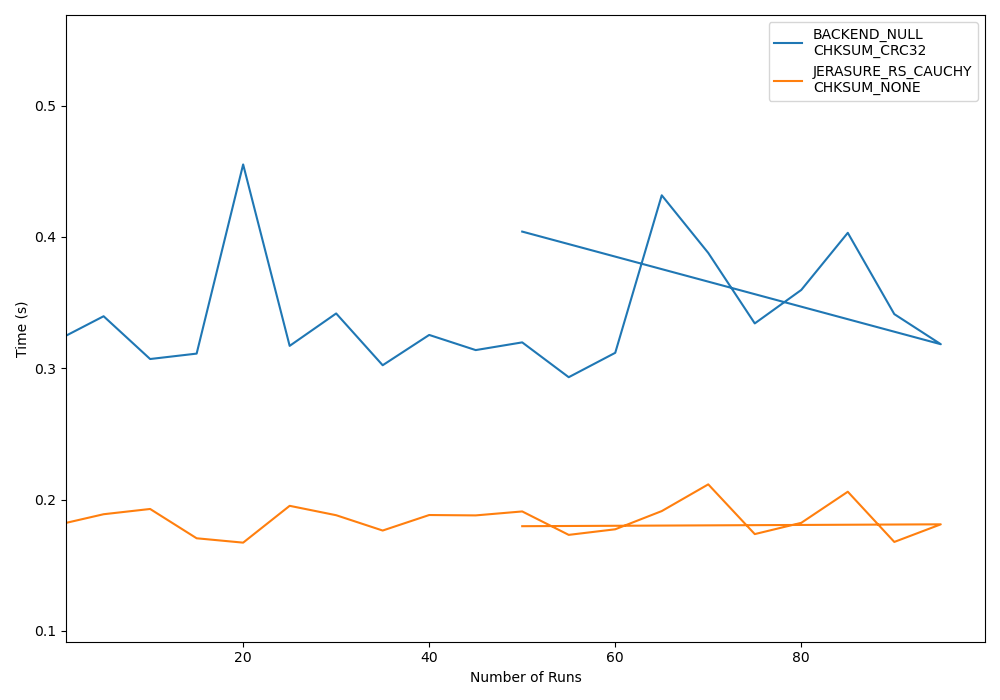 BACKEND_NULL
CHKSUM_CRC32
JERASURE_RS_CAUCHY
CHKSUM_NONE
0.5
0.4
0.3
0.2
0.1
Time (s)
20 40 60 80
Number of Runs